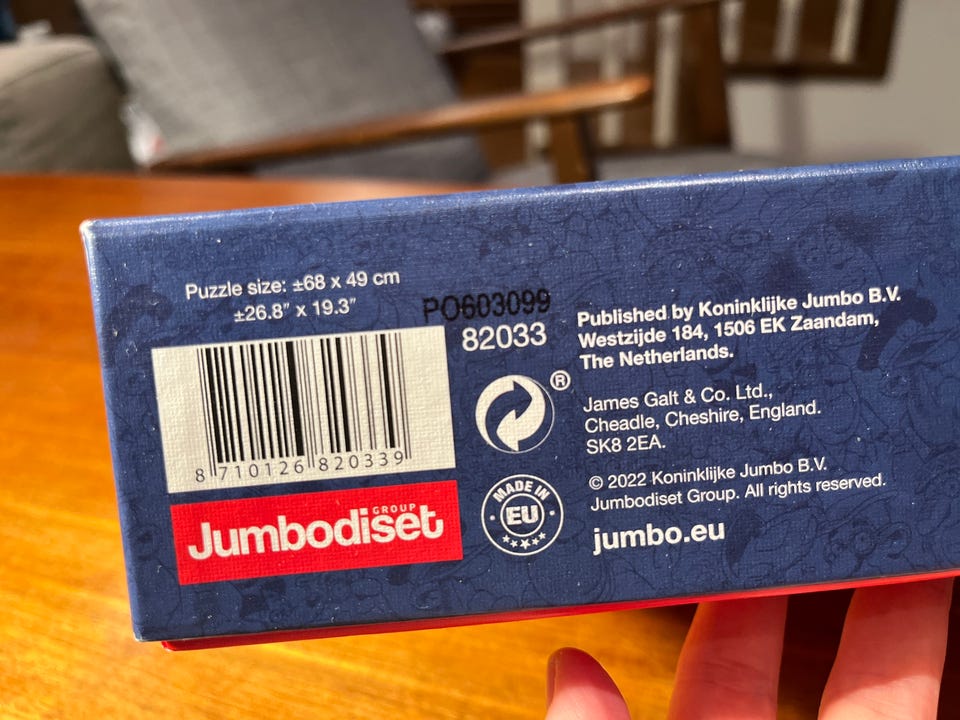 Puzzle size: ±68 x 49 cm
±26.8” x 19.3”
PO603099
82033
8 710126 820339
GROUP
Jumbodiset
®
MADE IN
EU
Published by Koninklijke Jumbo B.V.
Westzijde 184, 1506 EK Zaandam,
The Netherlands.
James Galt & Co. Ltd.,
Cheadle, Cheshire, England.
SK8 2EA.
© 2022 Koninklijke Jumbo B.V.
Jumbodiset Group. All rights reserved.
jumbo.eu